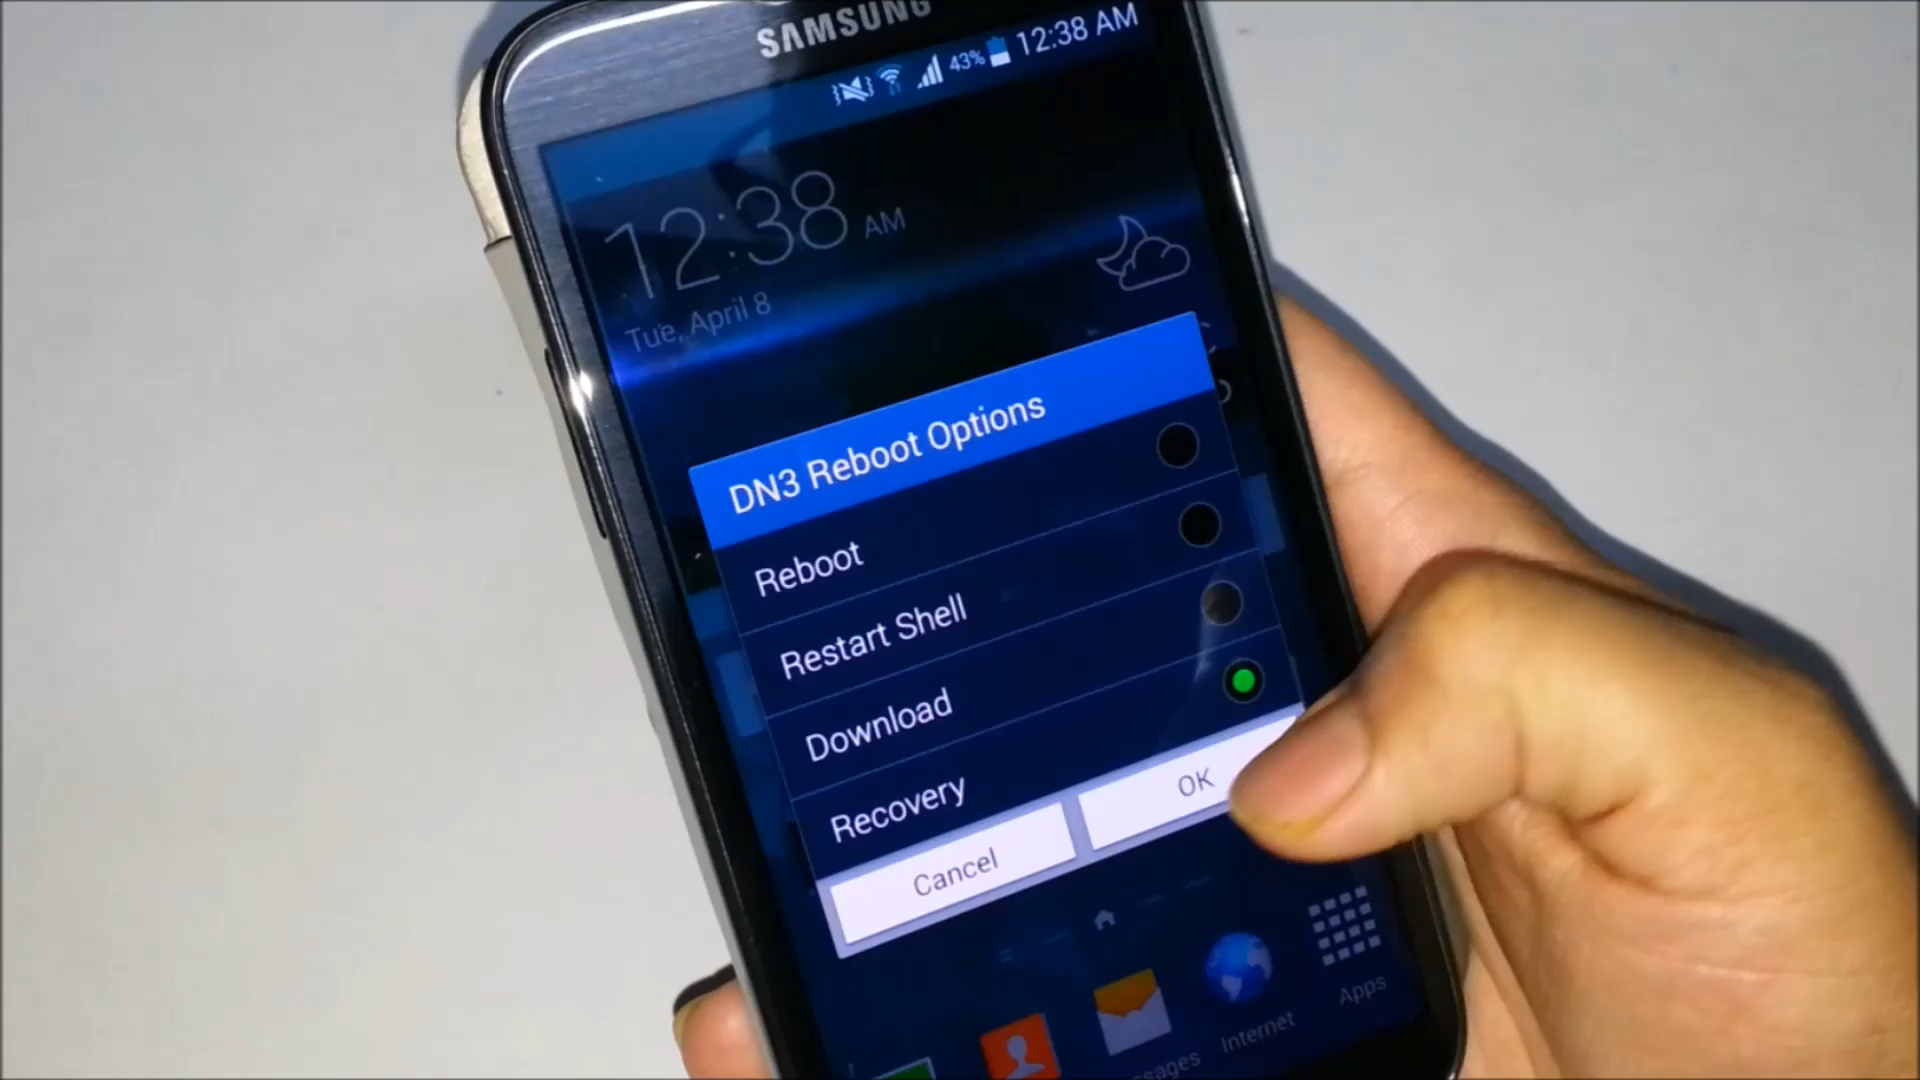 SAMSUNG
43% 12:38 AM
12:38 AM
Tue, April 8
DN3 Reboot Options
Reboot
Restart Shell
Download
Recovery
Cancel
OK
Internet
Apps